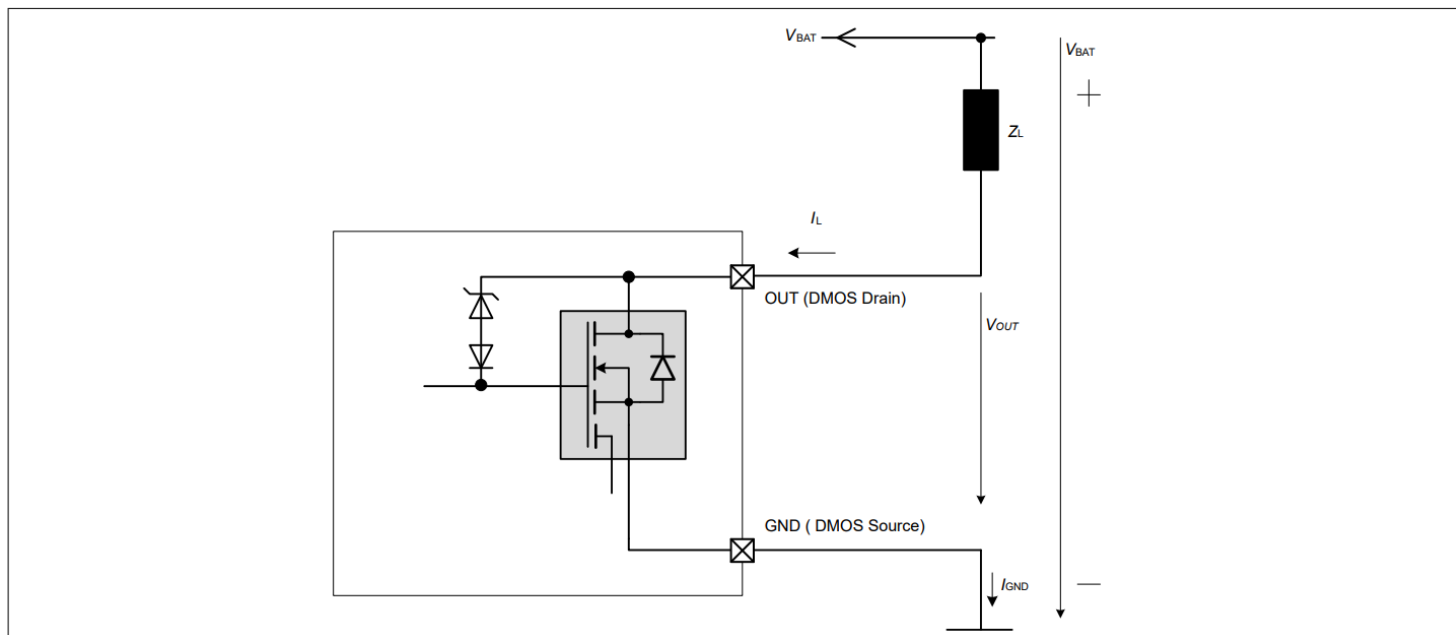 VBAT
VBAT
+
ZL
IL
OUT (DMOS Drain)
VOUT
GND ( DMOS Source)
IGND
—